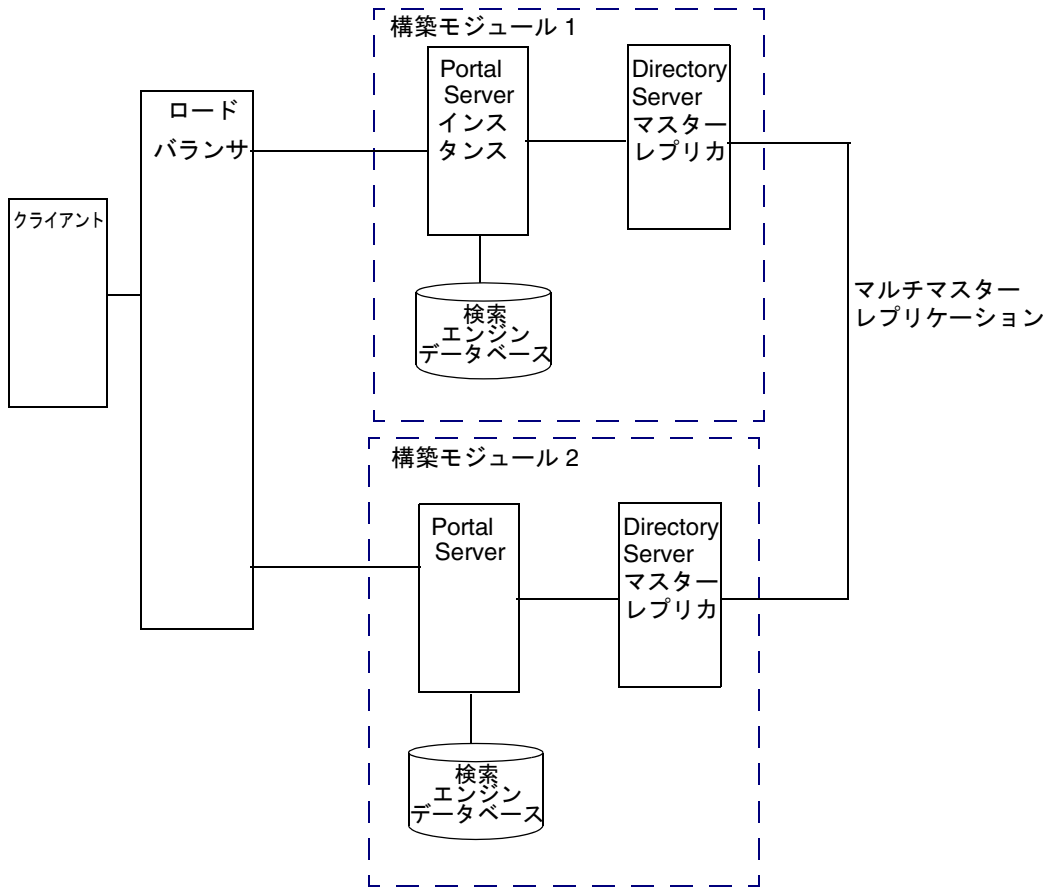 構築モジュール 1
Portal
Server
インス
タンス
Directory
Server
マスター
レプリカ
ロード
バランサ
クライアント
検索
エンジン
データベース
マルチマスター
レプリケーション
構築モジュール 2
Portal
Server
Directory
Server
マスター
レプリカ
検索
エンジン
データベース